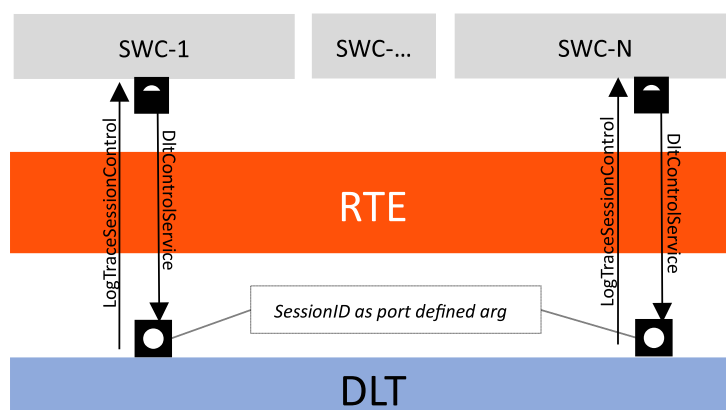 SWC-1
SWC-...
SWC-N
LogTraceSessionControl
DltControlService
LogTraceSessionControl
DltControlService
RTE
SessionID as port defined arg
DLT